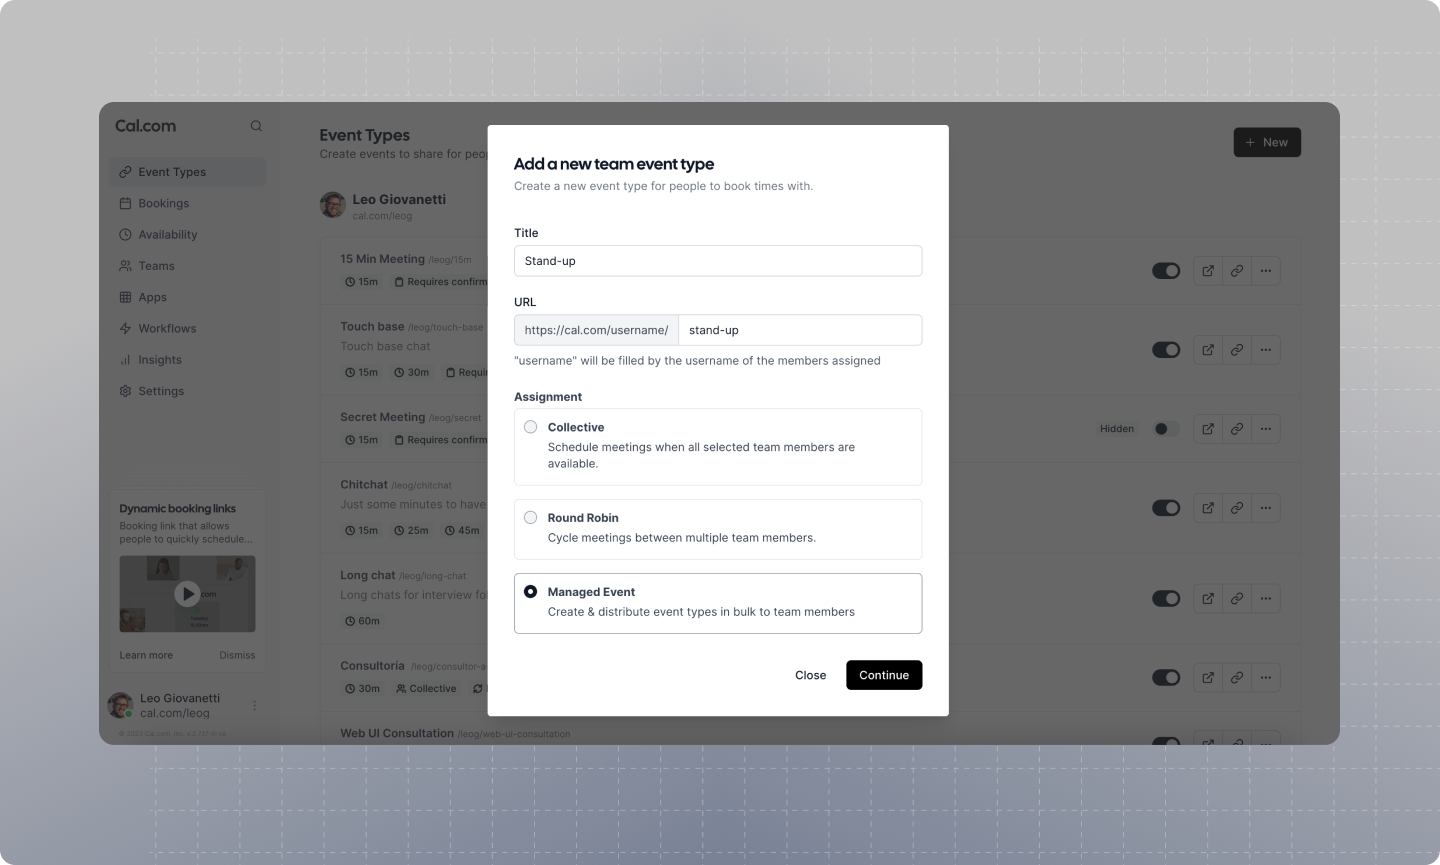 Cal.com
Event Types
Bookings
Availability
Teams
Apps
Workflows
Insights
Settings
Dynamic booking links
Booking link that allows
people to quickly schedule...
.com
Learn more
Dismiss
Leo Giovanetti
cal.com/leog
Event Types
Create events to share for
New
Leo Giovanetti
cal.com/leog
15 Min Meeting /leog/15m
15m Requires confirm
Touch base /leog/touch-base
Touch base chat
15m 30m Requir
Secret Meeting /leog/secret
15m Requires confirm
Hidden
Chitchat /leog/chitchat
Just some minutes to have
15m 25m 45m
Long chat /leog/long-chat
Long chats for interview fo
60m
Consultoria /leog/consultor-a
30m Collective
Web UI Consultation /leog/web-ui-consultation
Add a new team event type
Create a new event type for people to book times with.
Title
Stand-up
URL
https://cal.com/username/ stand-up
"username" will be filled by the username of the members assigned
Assignment
Collective
Schedule meetings when all selected team members are
available.
Round Robin
Cycle meetings between multiple team members.
Managed Event
Create & distribute event types in bulk to team members
Close
Continue